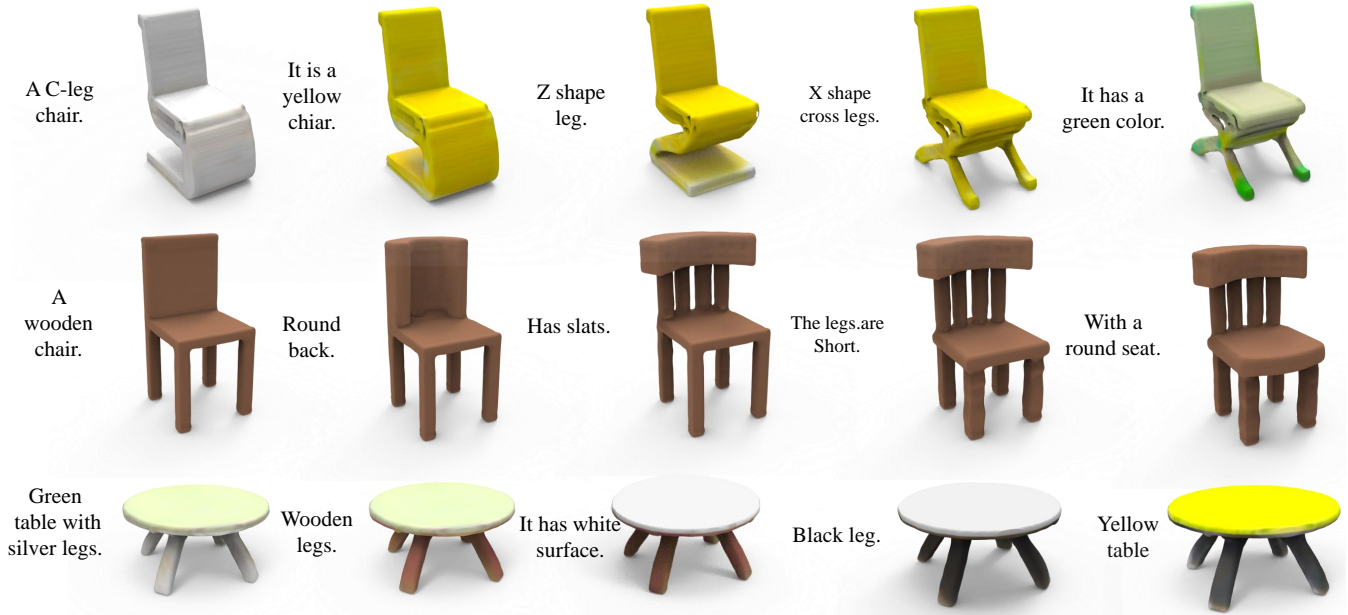 A C-leg
chair.
It is a
yellow
chiar.
Z shape
leg.
X shape
cross legs.
It has a
green color.
A
wooden
chair.
Round
back.
Has slats.
The legs.are
Short.
With a
round seat.
Green
table with
silver legs.
Wooden
legs.
It has white
surface.
Black leg.
Yellow
table